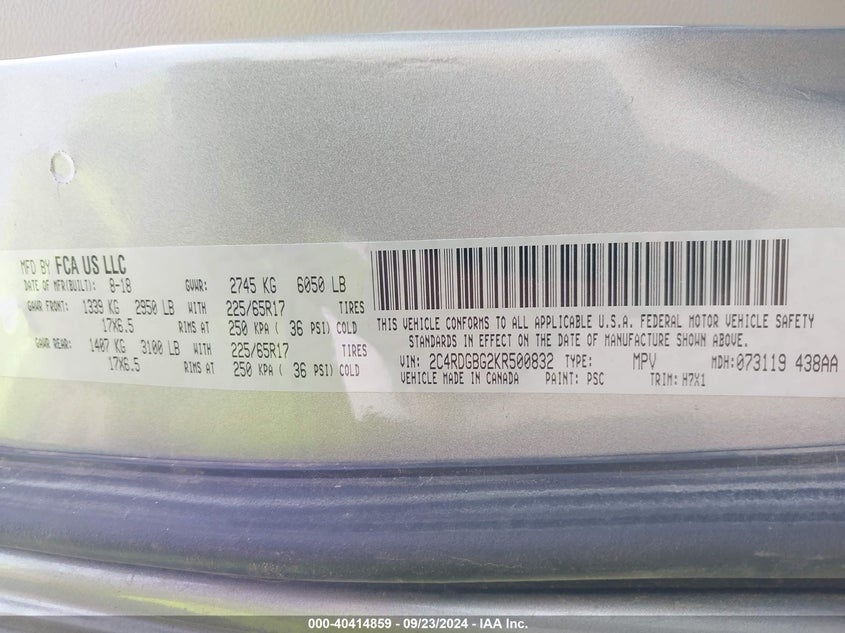 MFD BY FCA US LLC
DATE OF MFR(BUILT): 8-18 GVWR: 2745 KG 6050 LB
GAWR FRONT: 1339 KG 2950 LB WITH 225/65R17 TIRES
17X6.5 RIMS AT 250 KPA ( 36 PSI) COLD
GAWR REAR: 1407 KG 3100 LB WITH 225/65R17 TIRES
17X6.5 RIMS AT 250 KPA ( 36 PSI) COLD
THIS VEHICLE CONFORMS TO ALL APPLICABLE U.S.A. FEDERAL MOTOR VEHICLE SAFETY
STANDARDS IN EFFECT ON THE DATE OF MANUFACTURE SHOWN ABOVE.
VIN: 2C4RDGBG2KR500832 TYPE: MPV MDH:073119 438AA
VEHICLE MADE IN CANADA PAINT: PSC TRIM: H7X1
000-40414859 - 09/23/2024 - IAA Inc.